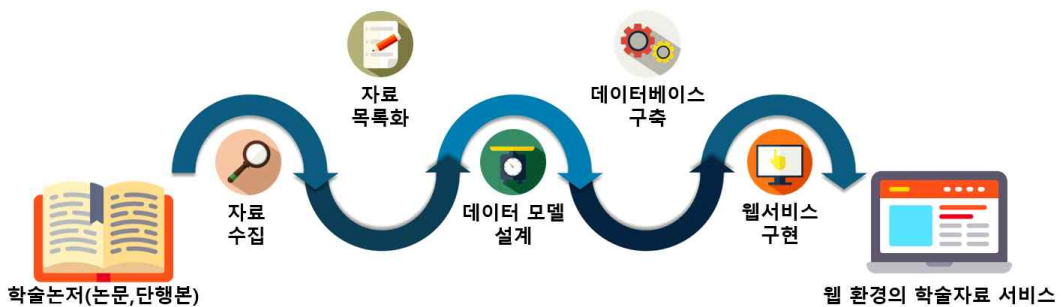 자료
목록화
데이터베이스
구축
자료
수집
데이터 모델
설계
웹서비스
구현
학술논저(논문,단행본)
웹 환경의 학술자료 서비스